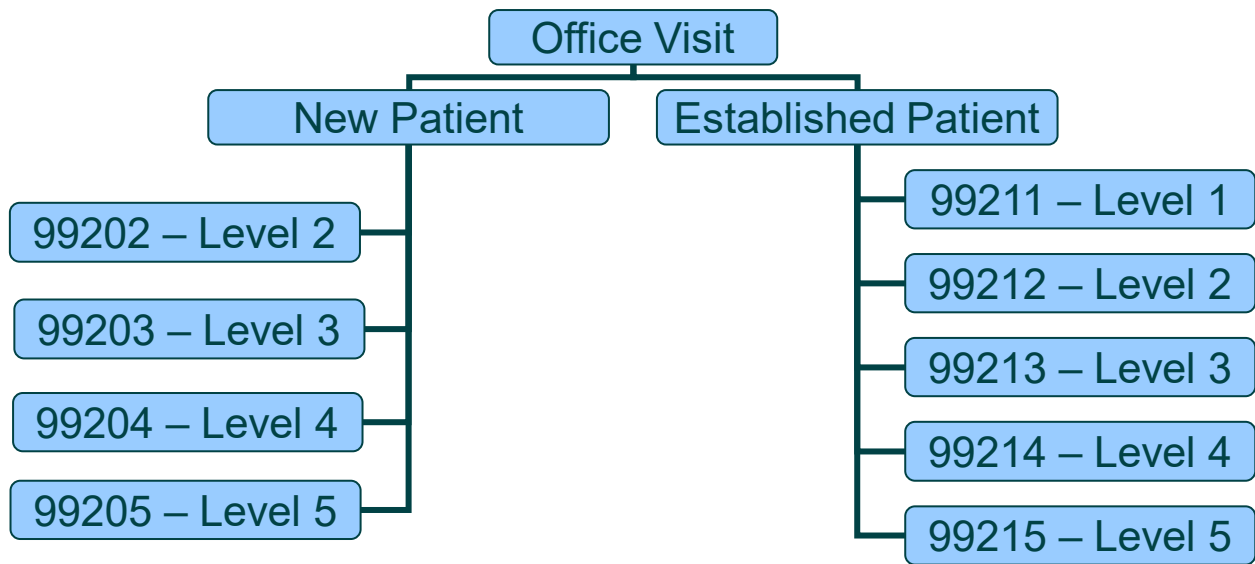 Office Visit
New Patient
Established Patient
99202 – Level 2
99203 – Level 3
99204 – Level 4
99205 – Level 5
99211 – Level 1
99212 – Level 2
99213 – Level 3
99214 – Level 4
99215 – Level 5